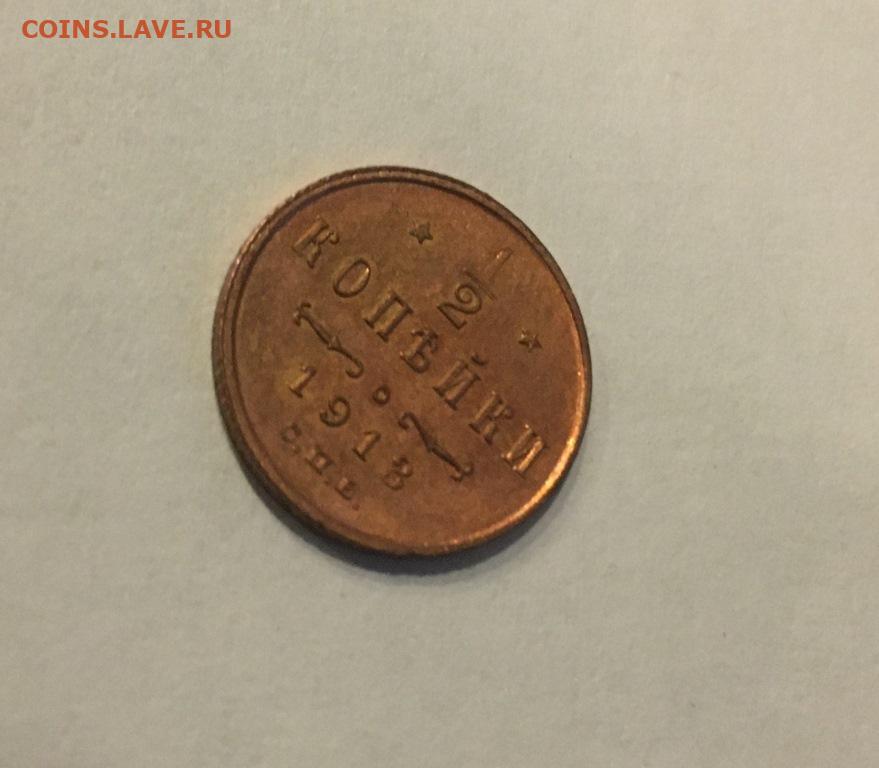 COINS.LAVE.RU
1/2
КОПѢЙКИ
1913
С.П.Б.